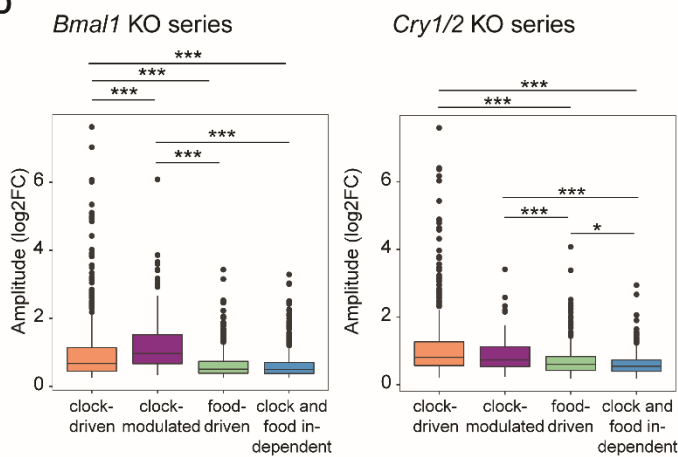 Bmal1 KO series
***
***
***
***
***
Amplitude (log2FC)
6
4
2
0
clock-
driven
clock-
modulated
food-
driven
clock and
food in-
dependent
Cry1/2 KO series
***
***
***
***
*
Amplitude (log2FC)
6
4
2
0
clock-
driven
clock-
modulated
food-
driven
clock and
food in-
dependent